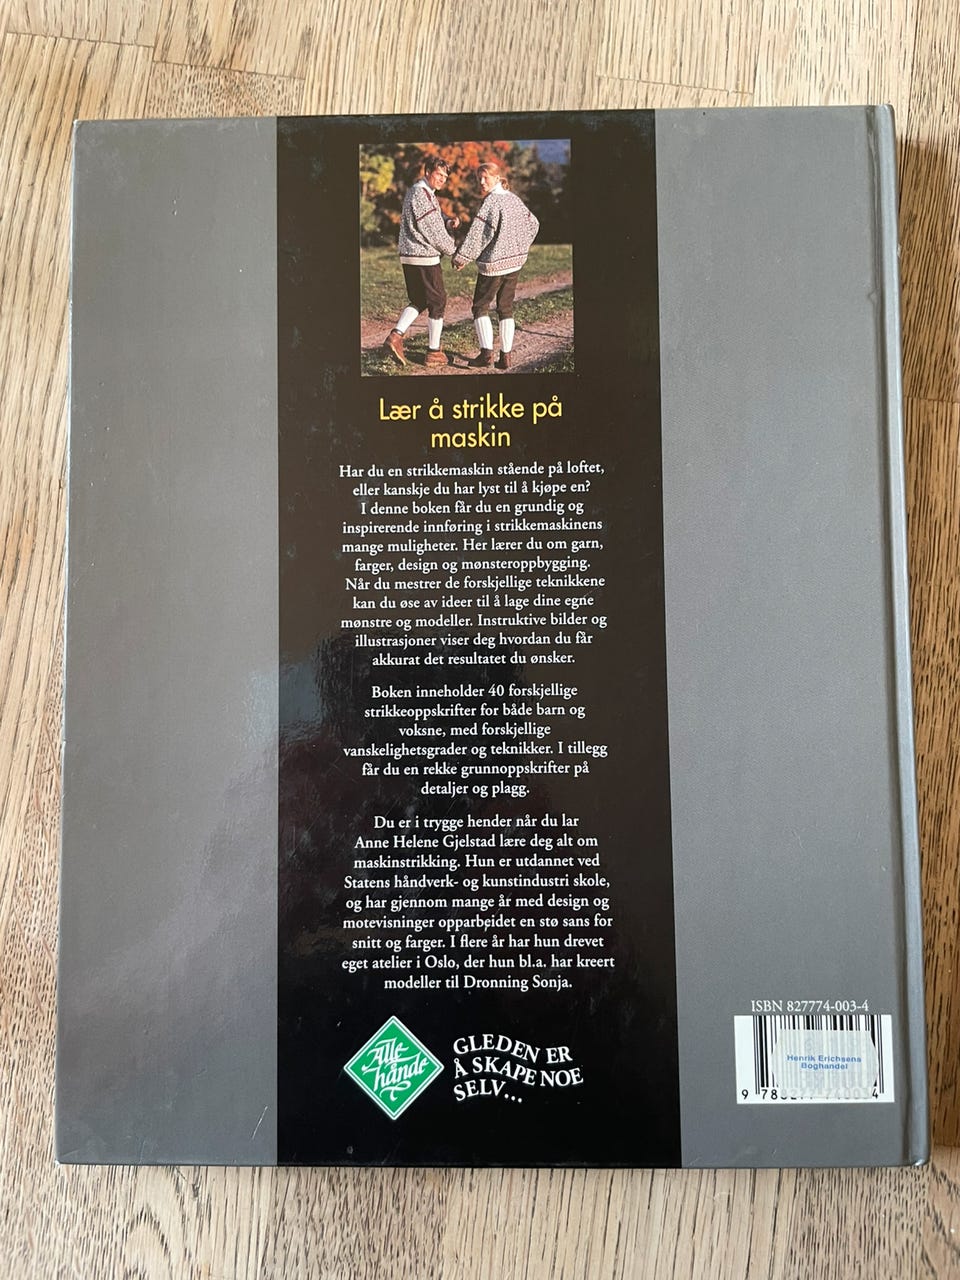 Lær å strikke på
maskin
Har du en strikkemaskin stående på loftet,
eller kanskje du har lyst til å kjøpe en?
I denne boken får du en grundig og
inspirerende innføring i strikkemaskinens
mange muligheter. Her lærer du om garn,
farger, design og mønsteroppbygging.
Når du mestrer de forskjellige teknikkene
kan du øse av ideer til å lage dine egne
mønstre og modeller. Instruktive bilder og
illustrasjoner viser deg hvordan du får
akkurat det resultatet du ønsker.
Boken inneholder 40 forskjellige
strikkeoppskrifter for både barn og
voksne, med forskjellige
vanskelighetsgrader og teknikker. I tillegg
får du en rekke grunnoppskrifter på
detaljer og plagg.
Du er i trygge hender når du lar
Anne Helene Gjelstad lære deg alt om
maskinstrikking. Hun er utdannet ved
Statens håndverk- og kunstindustri skole,
og har gjennom mange år med design og
motevisninger opparbeidet en stø sans for
snitt og farger. I flere år har hun drevet
eget atelier i Oslo, der hun bl.a. har kreert
modeller til Dronning Sonja.
Alle
hånde
GLEDEN ER
Å SKAPE NOE
SELV...
ISBN 827774-003-4
Henrik Erichsens
Boghandel